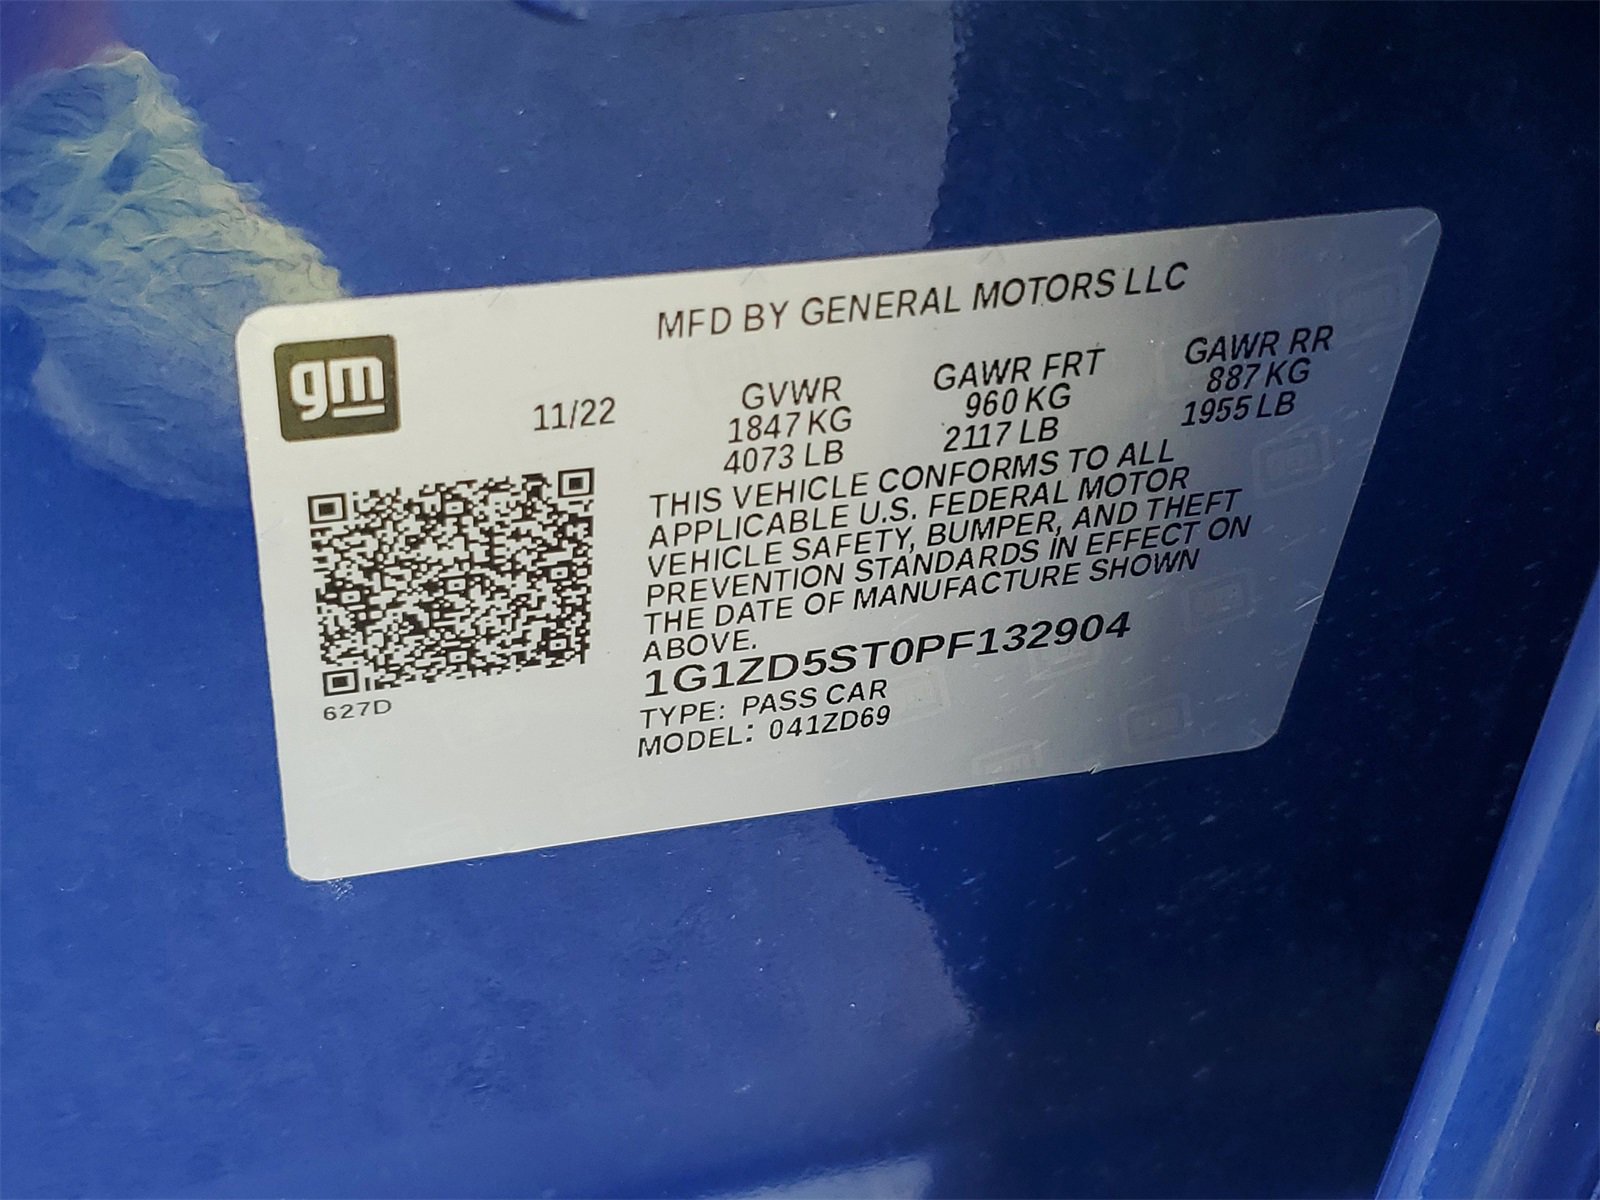 MFD BY GENERAL MOTORS LLC
gm
11/22
GVWR
1847 KG
4073 LB
GAWR FRT
960 KG
2117 LB
GAWR RR
887 KG
1955 LB
THIS VEHICLE CONFORMS TO ALL
APPLICABLE U.S. FEDERAL MOTOR
VEHICLE SAFETY, BUMPER, AND THEFT
PREVENTION STANDARDS IN EFFECT ON
THE DATE OF MANUFACTURE SHOWN
ABOVE.
1G1ZD5ST0PF132904
TYPE: PASS CAR
MODEL: 041ZD69
627D